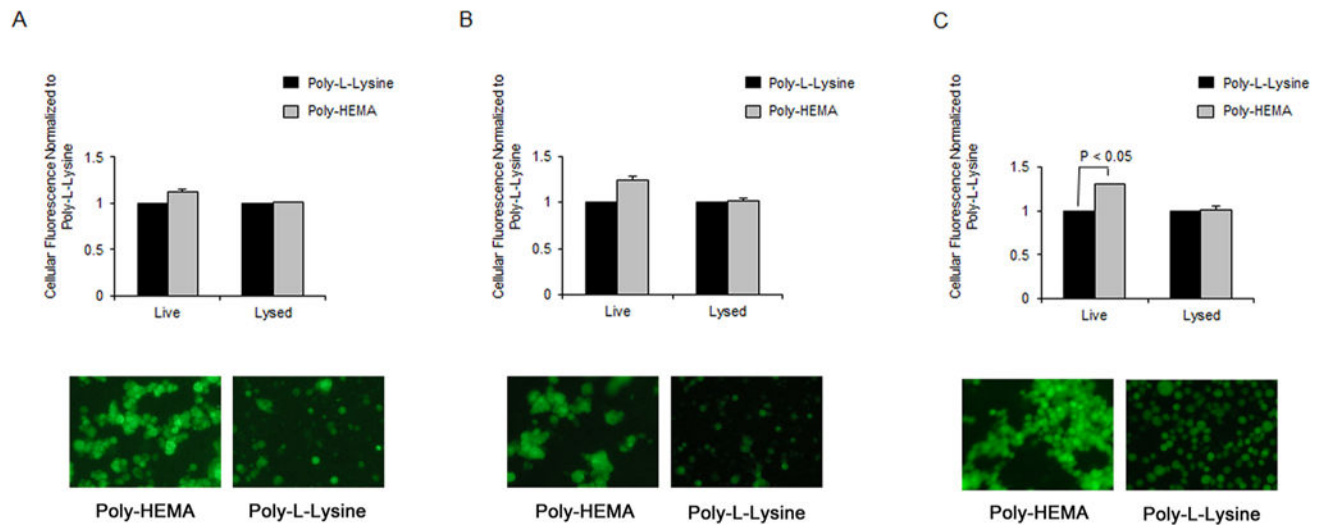 A
Cellular Fluorescence Normalized to
Poly-L-Lysine
Poly-L-Lysine
Poly-HEMA
1.5
1
0.5
0
Live Lysed
Poly-HEMA Poly-L-Lysine
B
Cellular Fluorescence Normalized to
Poly-L-Lysine
Poly-L-Lysine
Poly-HEMA
1.5
1
0.5
0
Live Lysed
Poly-HEMA Poly-L-Lysine
C
Cellular Fluorescence Normalized to
Poly-L-Lysine
Poly-L-Lysine
Poly-HEMA
P < 0.05
1.5
1
0.5
0
Live Lysed
Poly-HEMA Poly-L-Lysine